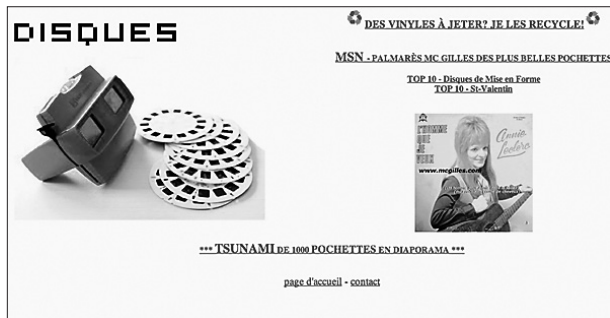 DISQUES
DES VINYLES À JETER? JE LES RECYCLE!
MSN - PALMARÈS MC GILLES DES PLUS BELLES POCHETTES
TOP 10 - Disques de Mise en Forme
TOP 10 - St-Valentin
Annie
Leclerc
www.mcgilles.com
*** TSUNAMI DE 1000 POCHETTES EN DIAPORAMA ***
page d'accueil - contact